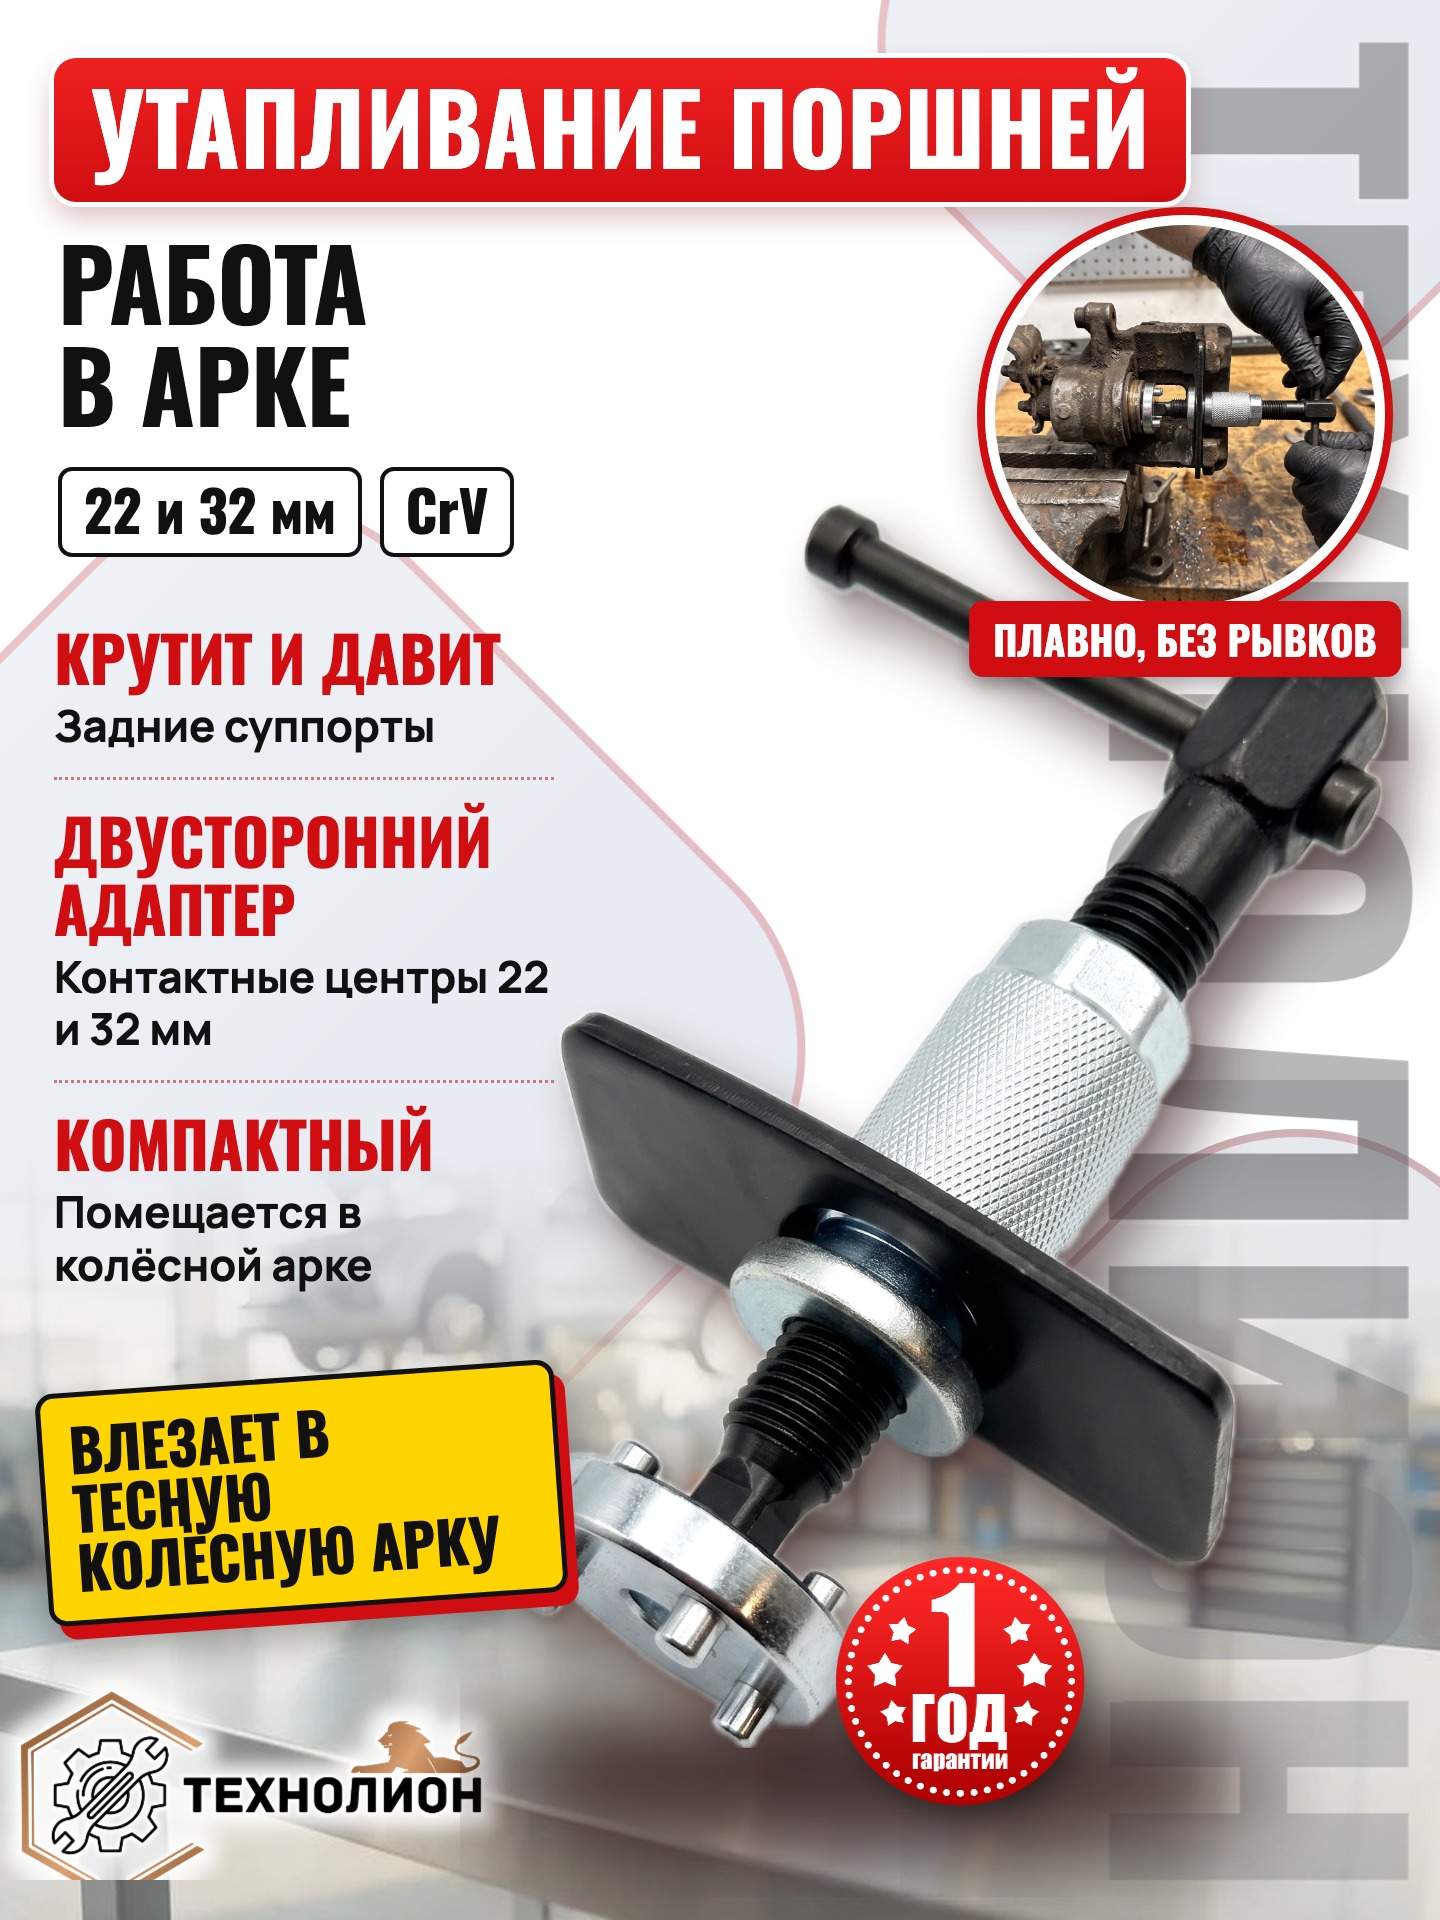 УТАПЛИВАНИЕ ПОРШНЕЙ
РАБОТА
В АРКЕ
22 и 32 мм
CrV
ПЛАВНО, БЕЗ РЫВКОВ
КРУТИТ И ДАВИТ
Задние суппорты
ДВУСТОРОННИЙ
АДАПТЕР
Контактные центры 22
и 32 мм
КОМПАКТНЫЙ
Помещается в
колёсной арке
ВЛЕЗАЕТ В
ТЕСНУЮ
КОЛЁСНУЮ АРКУ
1
ГОД
гарантии
ТЕХНОЛИОН